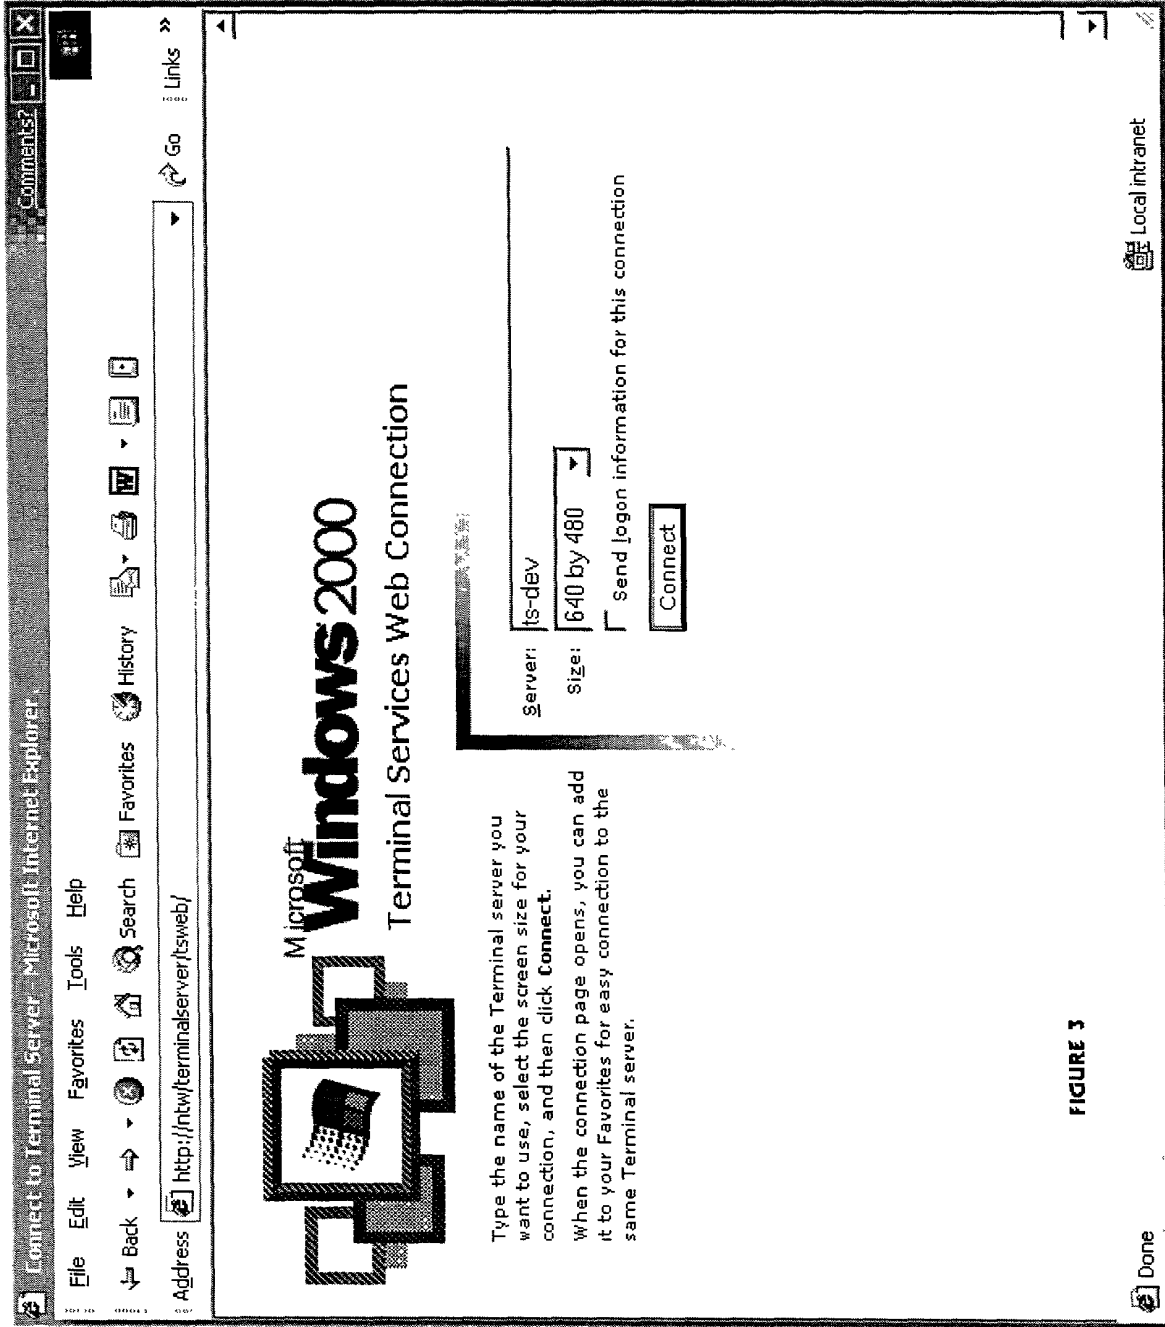 Connect to Terminal Server - Microsoft Internet Explorer
Comments?
File Edit View Favorites Tools Help
Back Search Favorites History
Address http://ntw/terminalserver/tsweb/ Go Links »
Microsoft
Windows 2000
Terminal Services Web Connection
Type the name of the Terminal server you
want to use, select the screen size for your
connection, and then click Connect.
When the connection page opens, you can add
it to your Favorites for easy connection to the
same Terminal server.
Server: ts-dev
Size: 640 by 480
Send logon information for this connection
Connect
FIGURE 3
Done Local intranet